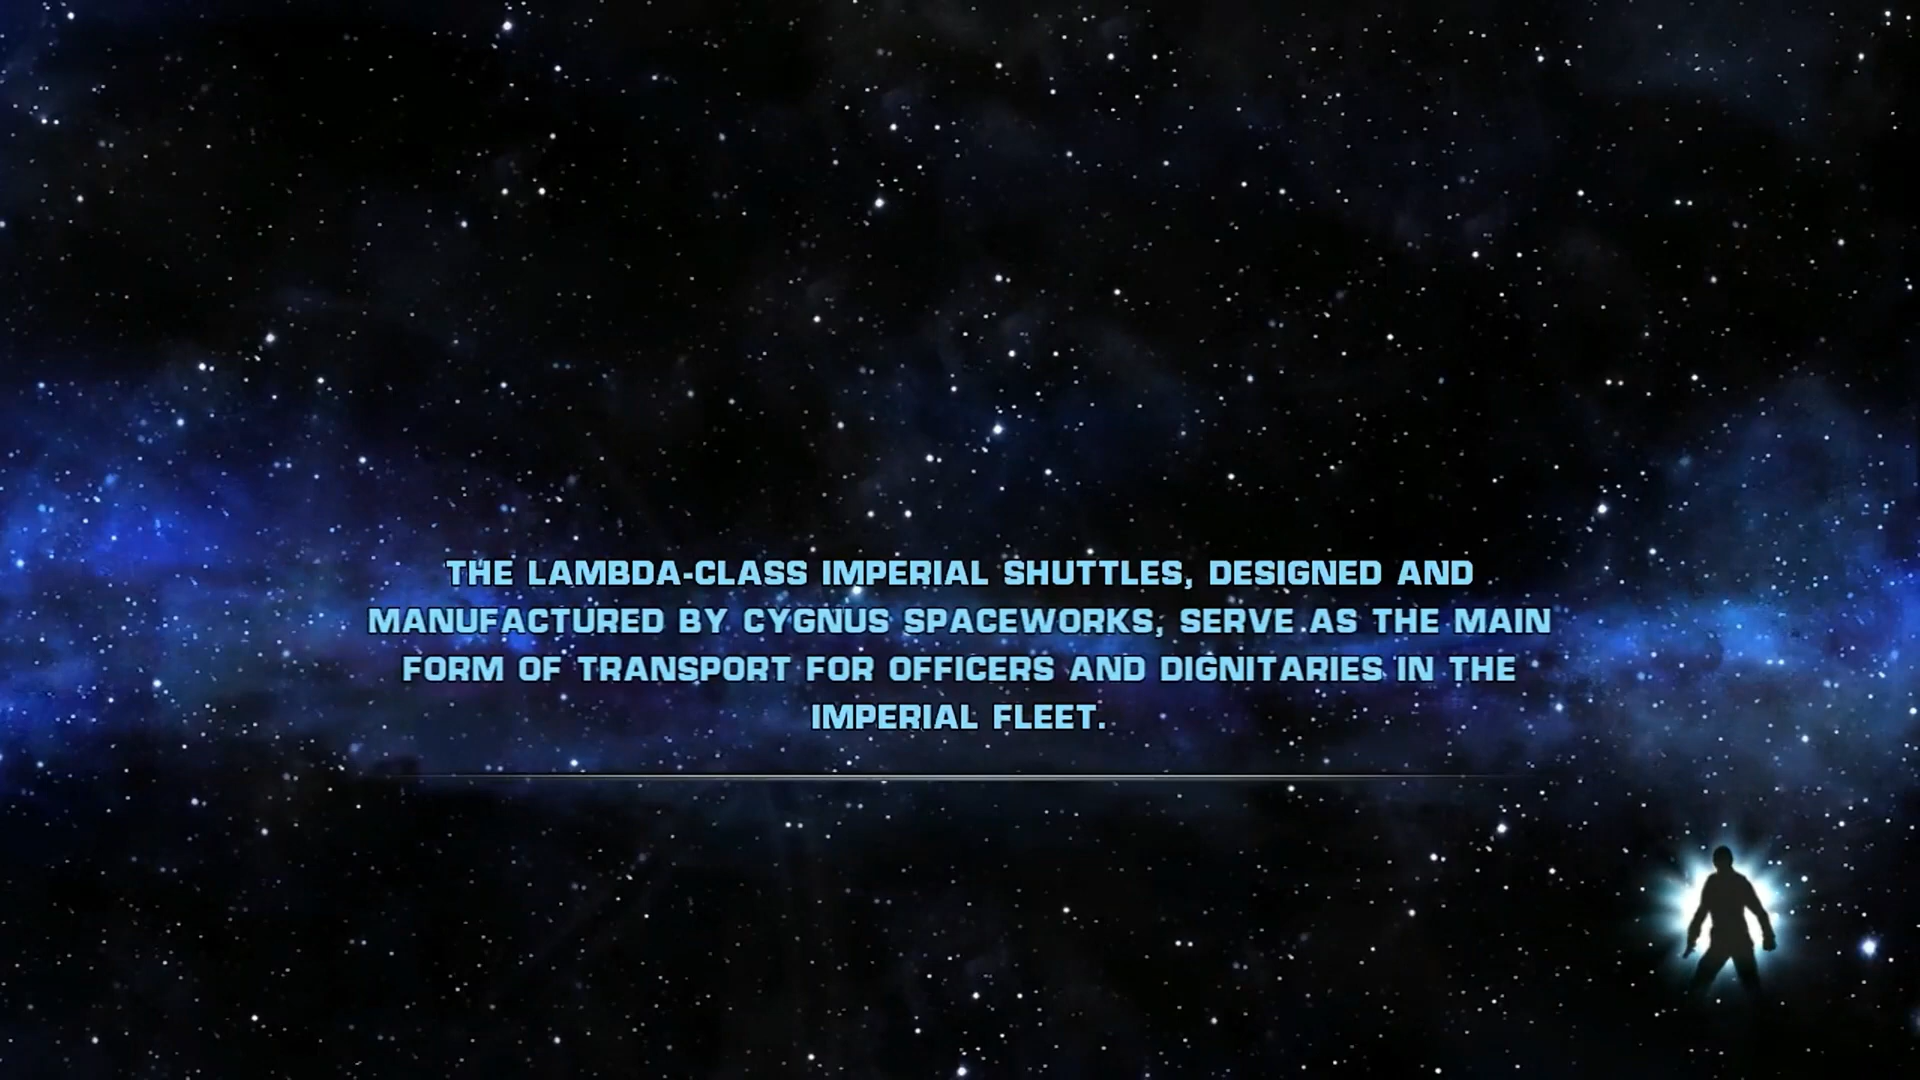 THE LAMBDA-CLASS IMPERIAL SHUTTLES, DESIGNED AND
MANUFACTURED BY CYGNUS SPACEWORKS, SERVE AS THE MAIN
FORM OF TRANSPORT FOR OFFICERS AND DIGNITARIES IN THE
IMPERIAL FLEET.